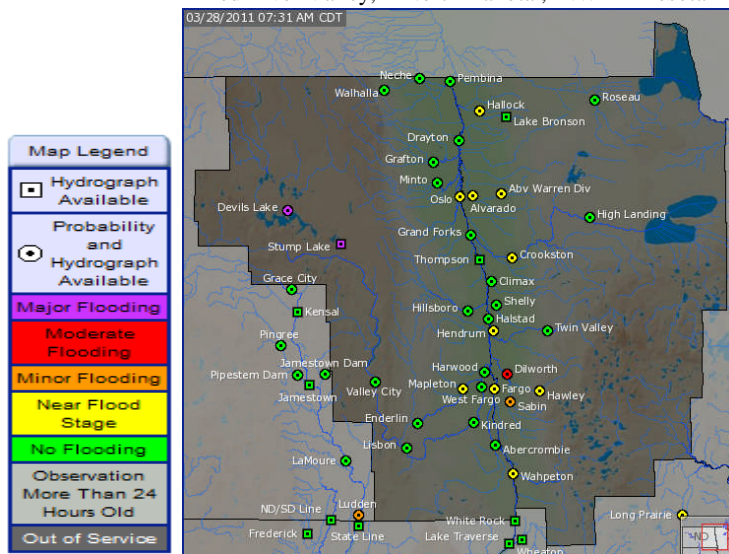 03/28/2011 07:31 AM CDT
Neche
Pembina
Walhalla
Roseau
Hallock
Lake Bronson
Drayton
Grafton
Minto
Abv Warren Div
Oslo
Alvarado
Devils Lake
High Landing
Grand Forks
Stump Lake
Crookston
Thompson
Grace City
Climax
Kensal
Hillsboro
Shelly
Halstad
Hendrum
Twin Valley
Pingree
Jamestown Dam
Harwood
Dilworth
Pipestem Dam
Mapleton
Fargo
Hawley
Jamestown
Valley City
West Fargo
Sabin
Enderlin
Kindred
Lisbon
Abercrombie
LaMoure
Wahpeton
ND/SD Line
Ludden
Long Prairie
White Rock
Frederick
State Line
Lake Traverse
Wheaton
ND
Map Legend
Hydrograph
Available
Probability
and
Hydrograph
Available
Major Flooding
Moderate
Flooding
Minor Flooding
Near Flood
Stage
No Flooding
Observation
More Than 24
Hours Old
Out of Service